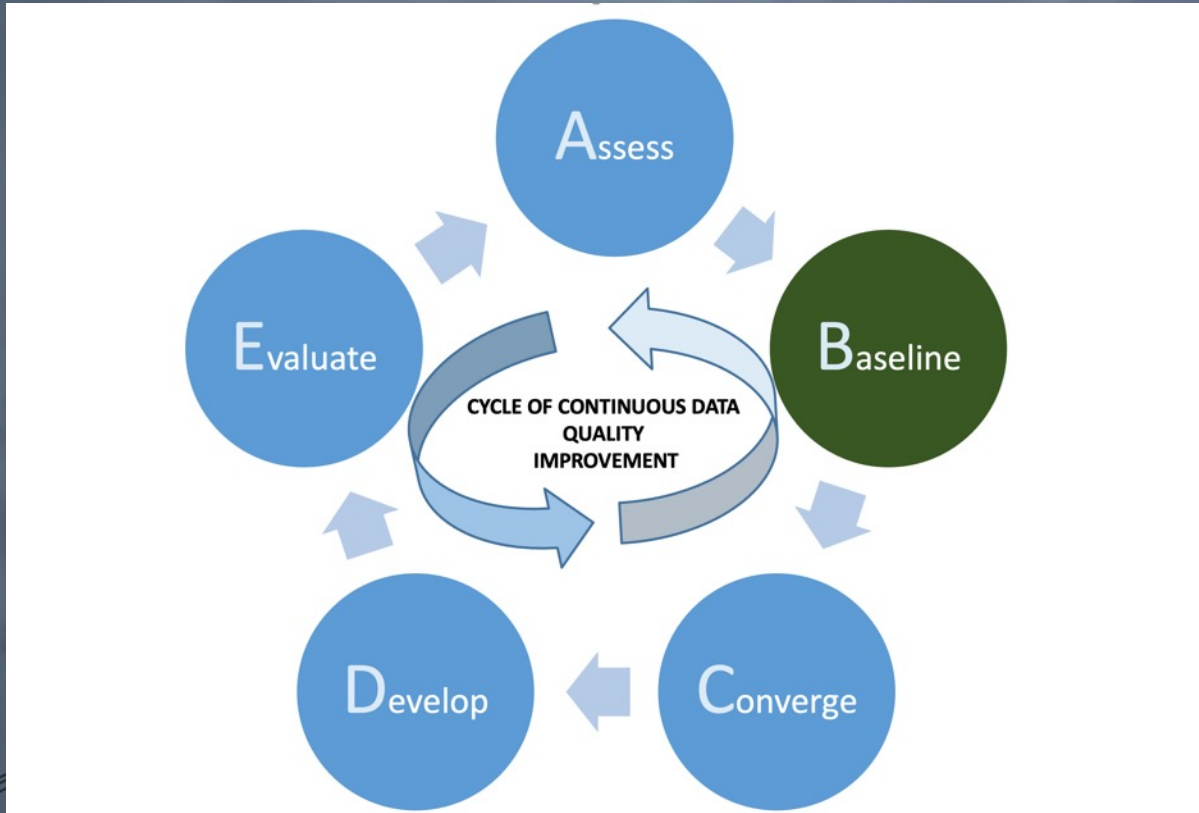 Assess
Baseline
Converge
Develop
Evaluate
CYCLE OF CONTINUOUS DATA
QUALITY
IMPROVEMENT